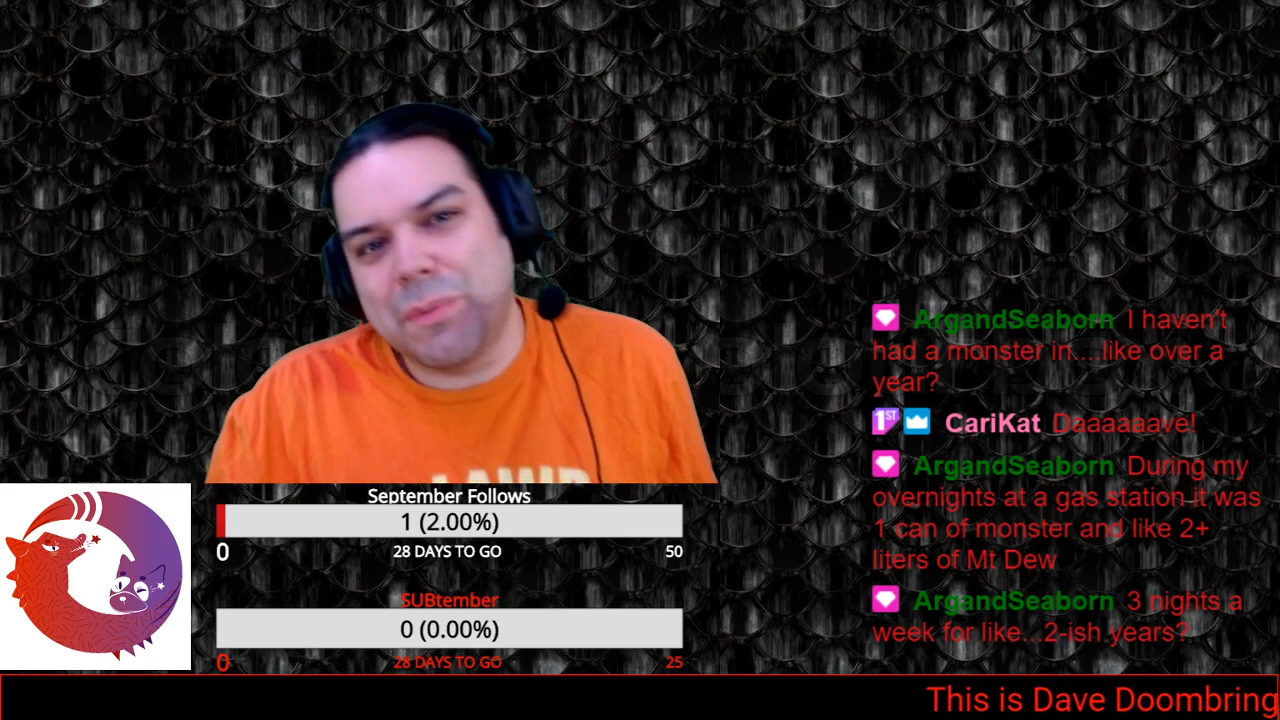 ArgandSeaborn I haven't
had a monster in....like over a
year?
1ST CariKat Daaaaaave!
ArgandSeaborn During my
overnights at a gas station it was
1 can of monster and like 2+
liters of Mt Dew
ArgandSeaborn 3 nights a
week for like...2-ish years?
September Follows
1 (2.00%)
0 28 DAYS TO GO 50
SUBtember
0 (0.00%)
0 28 DAYS TO GO 25
This is Dave Doombring